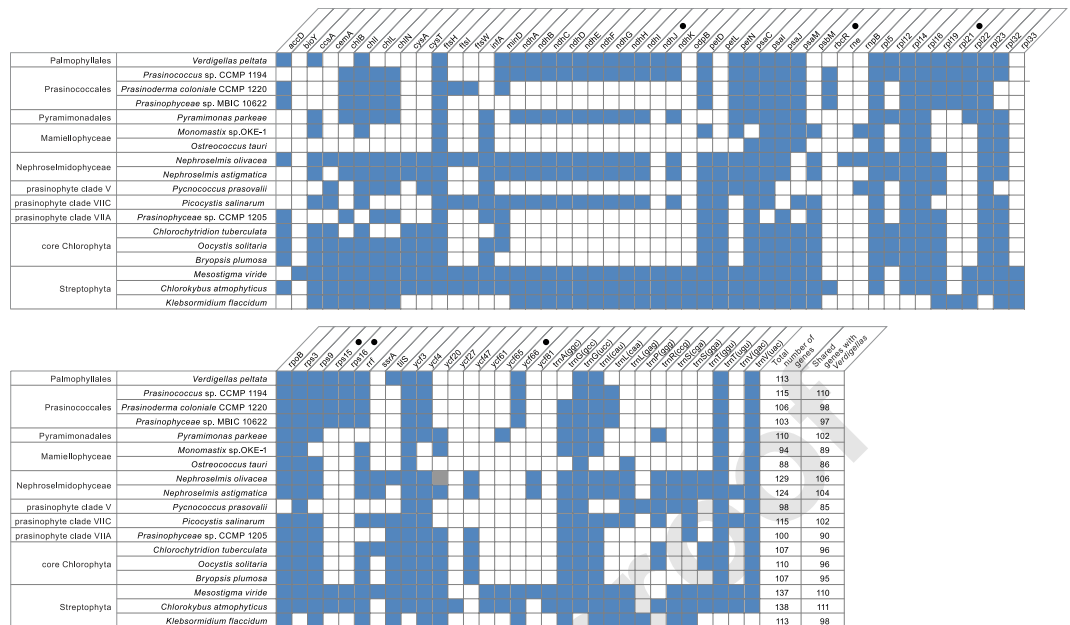 accD bioY ccsA cemA chlB chlI chlL chlN cysA cysT ftsH ftsI ftsW infA minD ndhA ndhB ndhC ndhD ndhE ndhF ndhG ndhH ndhI ndhJ ndhK odpB petD petL petN psaC psaI psaJ psaM psbM rbcR rne rnpB rpl5 rpl12 rpl14 rpl16 rpl19 rpl21 rpl22 rpl23 rpl32 rpl33
Palmophyllales Verdigellas peltata
Prasinococcus sp. CCMP 1194
Prasinococcales Prasinoderma coloniale CCMP 1220
Prasinophyceae sp. MBIC 10622
Pyramimonadales Pyramimonas parkeae
Mamiellophyceae Monomastix sp.OKE-1
Ostreococcus tauri
Nephroselmidophyceae Nephroselmis olivacea
Nephroselmis astigmatica
prasinophyte clade V Pycnococcus prasovalii
prasinophyte clade VIIC Picocystis salinarum
prasinophyte clade VIIA Prasinophyceae sp. CCMP 1205
Chlorochytridion tuberculata
core Chlorophyta Oocystis solitaria
Bryopsis plumosa
Mesostigma viride
Streptophyta Chlorokybus atmophyticus
Klebsormidium flaccidum
rpoB rps3 rps9 rps15 rps16 rrf ssrA tilS ycf3 ycf4 ycf20 ycf27 ycf47 ycf61 ycf65 ycf66 ycf81 trnA(ggc) trnG(gcc) trnG(ucc) trnI(cau) trnL(caa) trnL(gag) trnP(ggg) trnR(ccg) trnS(cga) trnS(gga) trnT(ggu) trnT(ugu) trnV(gac) trnV(uac) Total number of genes Shared genes with Verdigellas
Palmophyllales Verdigellas peltata 113
Prasinococcus sp. CCMP 1194 115 110
Prasinococcales Prasinoderma coloniale CCMP 1220 106 98
Prasinophyceae sp. MBIC 10622 103 97
Pyramimonadales Pyramimonas parkeae 110 102
Mamiellophyceae Monomastix sp.OKE-1 94 89
Ostreococcus tauri 88 86
Nephroselmidophyceae Nephroselmis olivacea 129 106
Nephroselmis astigmatica 124 104
prasinophyte clade V Pycnococcus prasovalii 98 85
prasinophyte clade VIIC Picocystis salinarum 115 102
prasinophyte clade VIIA Prasinophyceae sp. CCMP 1205 100 90
Chlorochytridion tuberculata 107 96
core Chlorophyta Oocystis solitaria 110 96
Bryopsis plumosa 107 95
Mesostigma viride 137 110
Streptophyta Chlorokybus atmophyticus 138 111
Klebsormidium flaccidum 113 98